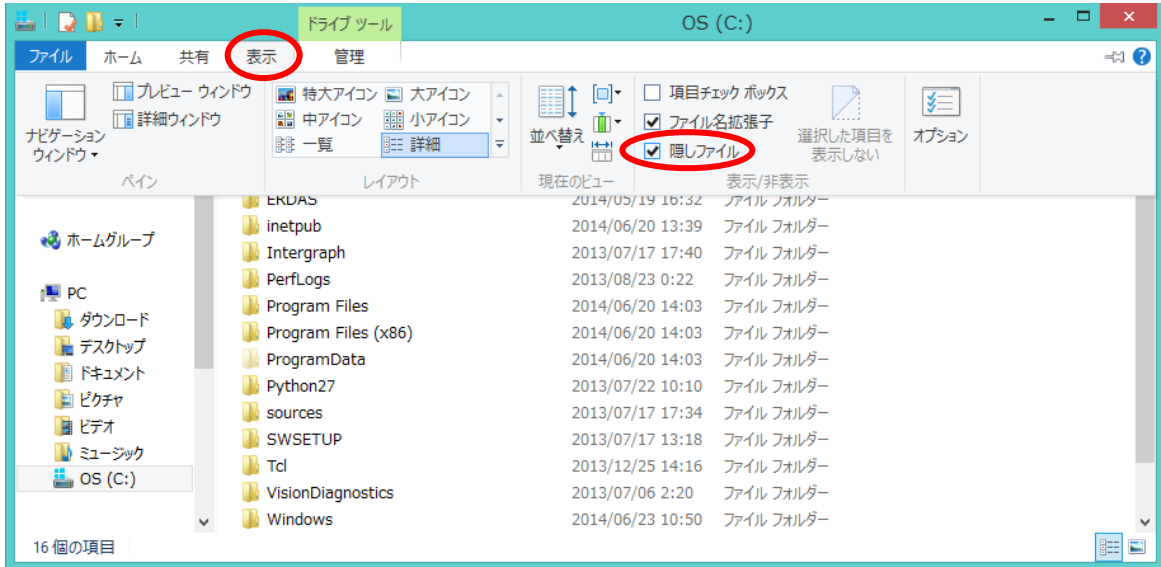 ドライブ ツール
OS (C:)
ファイル ホーム 共有 表示 管理
ナビゲーション
ウィンドウ
プレビュー ウィンドウ
詳細ウィンドウ
ペイン
特大アイコン 大アイコン
中アイコン 小アイコン
一覧 詳細
レイアウト
並べ替え
現在のビュー
項目チェック ボックス
ファイル名拡張子
隠しファイル
選択した項目を
表示しない
表示/非表示
オプション
ホームグループ
PC
ダウンロード
デスクトップ
ドキュメント
ピクチャ
ビデオ
ミュージック
OS (C:)
ERDAS 2014/05/19 16:32 ファイル フォルダー
inetpub 2014/06/20 13:39 ファイル フォルダー
Intergraph 2013/07/17 17:40 ファイル フォルダー
PerfLogs 2013/08/23 0:22 ファイル フォルダー
Program Files 2014/06/20 14:03 ファイル フォルダー
Program Files (x86) 2014/06/20 14:03 ファイル フォルダー
ProgramData 2014/06/20 14:03 ファイル フォルダー
Python27 2013/07/22 10:10 ファイル フォルダー
sources 2013/07/17 17:34 ファイル フォルダー
SWSETUP 2013/07/17 13:18 ファイル フォルダー
Tcl 2013/12/25 14:16 ファイル フォルダー
VisionDiagnostics 2013/07/06 2:20 ファイル フォルダー
Windows 2014/06/23 10:50 ファイル フォルダー
16 個の項目